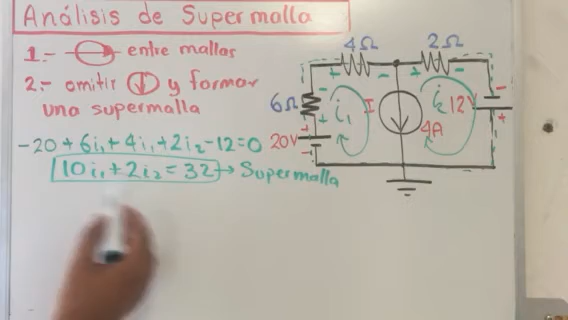 Análisis de Supermalla
1.- entre mallas
2.- omitir y formar
una supermalla
-20+6i₁+4i₁+2i₂-12=0
10i₁+2i₂=32→Supermalla
4Ω 2Ω
6Ω i₁ I i₂ 12V
20V 4A